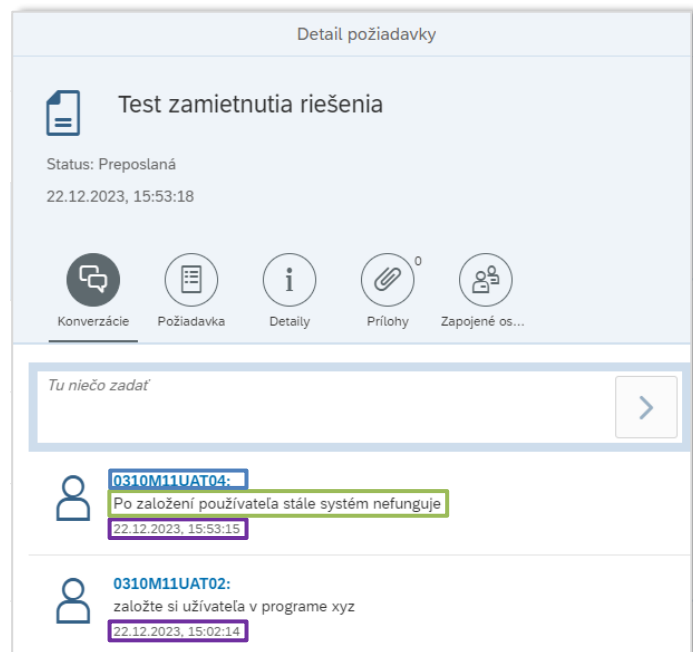 Detail požiadavky
Test zamietnutia riešenia
Status: Preposlaná
22.12.2023, 15:53:18
0
Konverzácie Požiadavka Detaily Prílohy Zapojené os...
Tu niečo zadať
0310M11UAT04:
Po založení používateľa stále systém nefunguje
22.12.2023, 15:53:15
0310M11UAT02:
založte si užívateľa v programe xyz
22.12.2023, 15:02:14